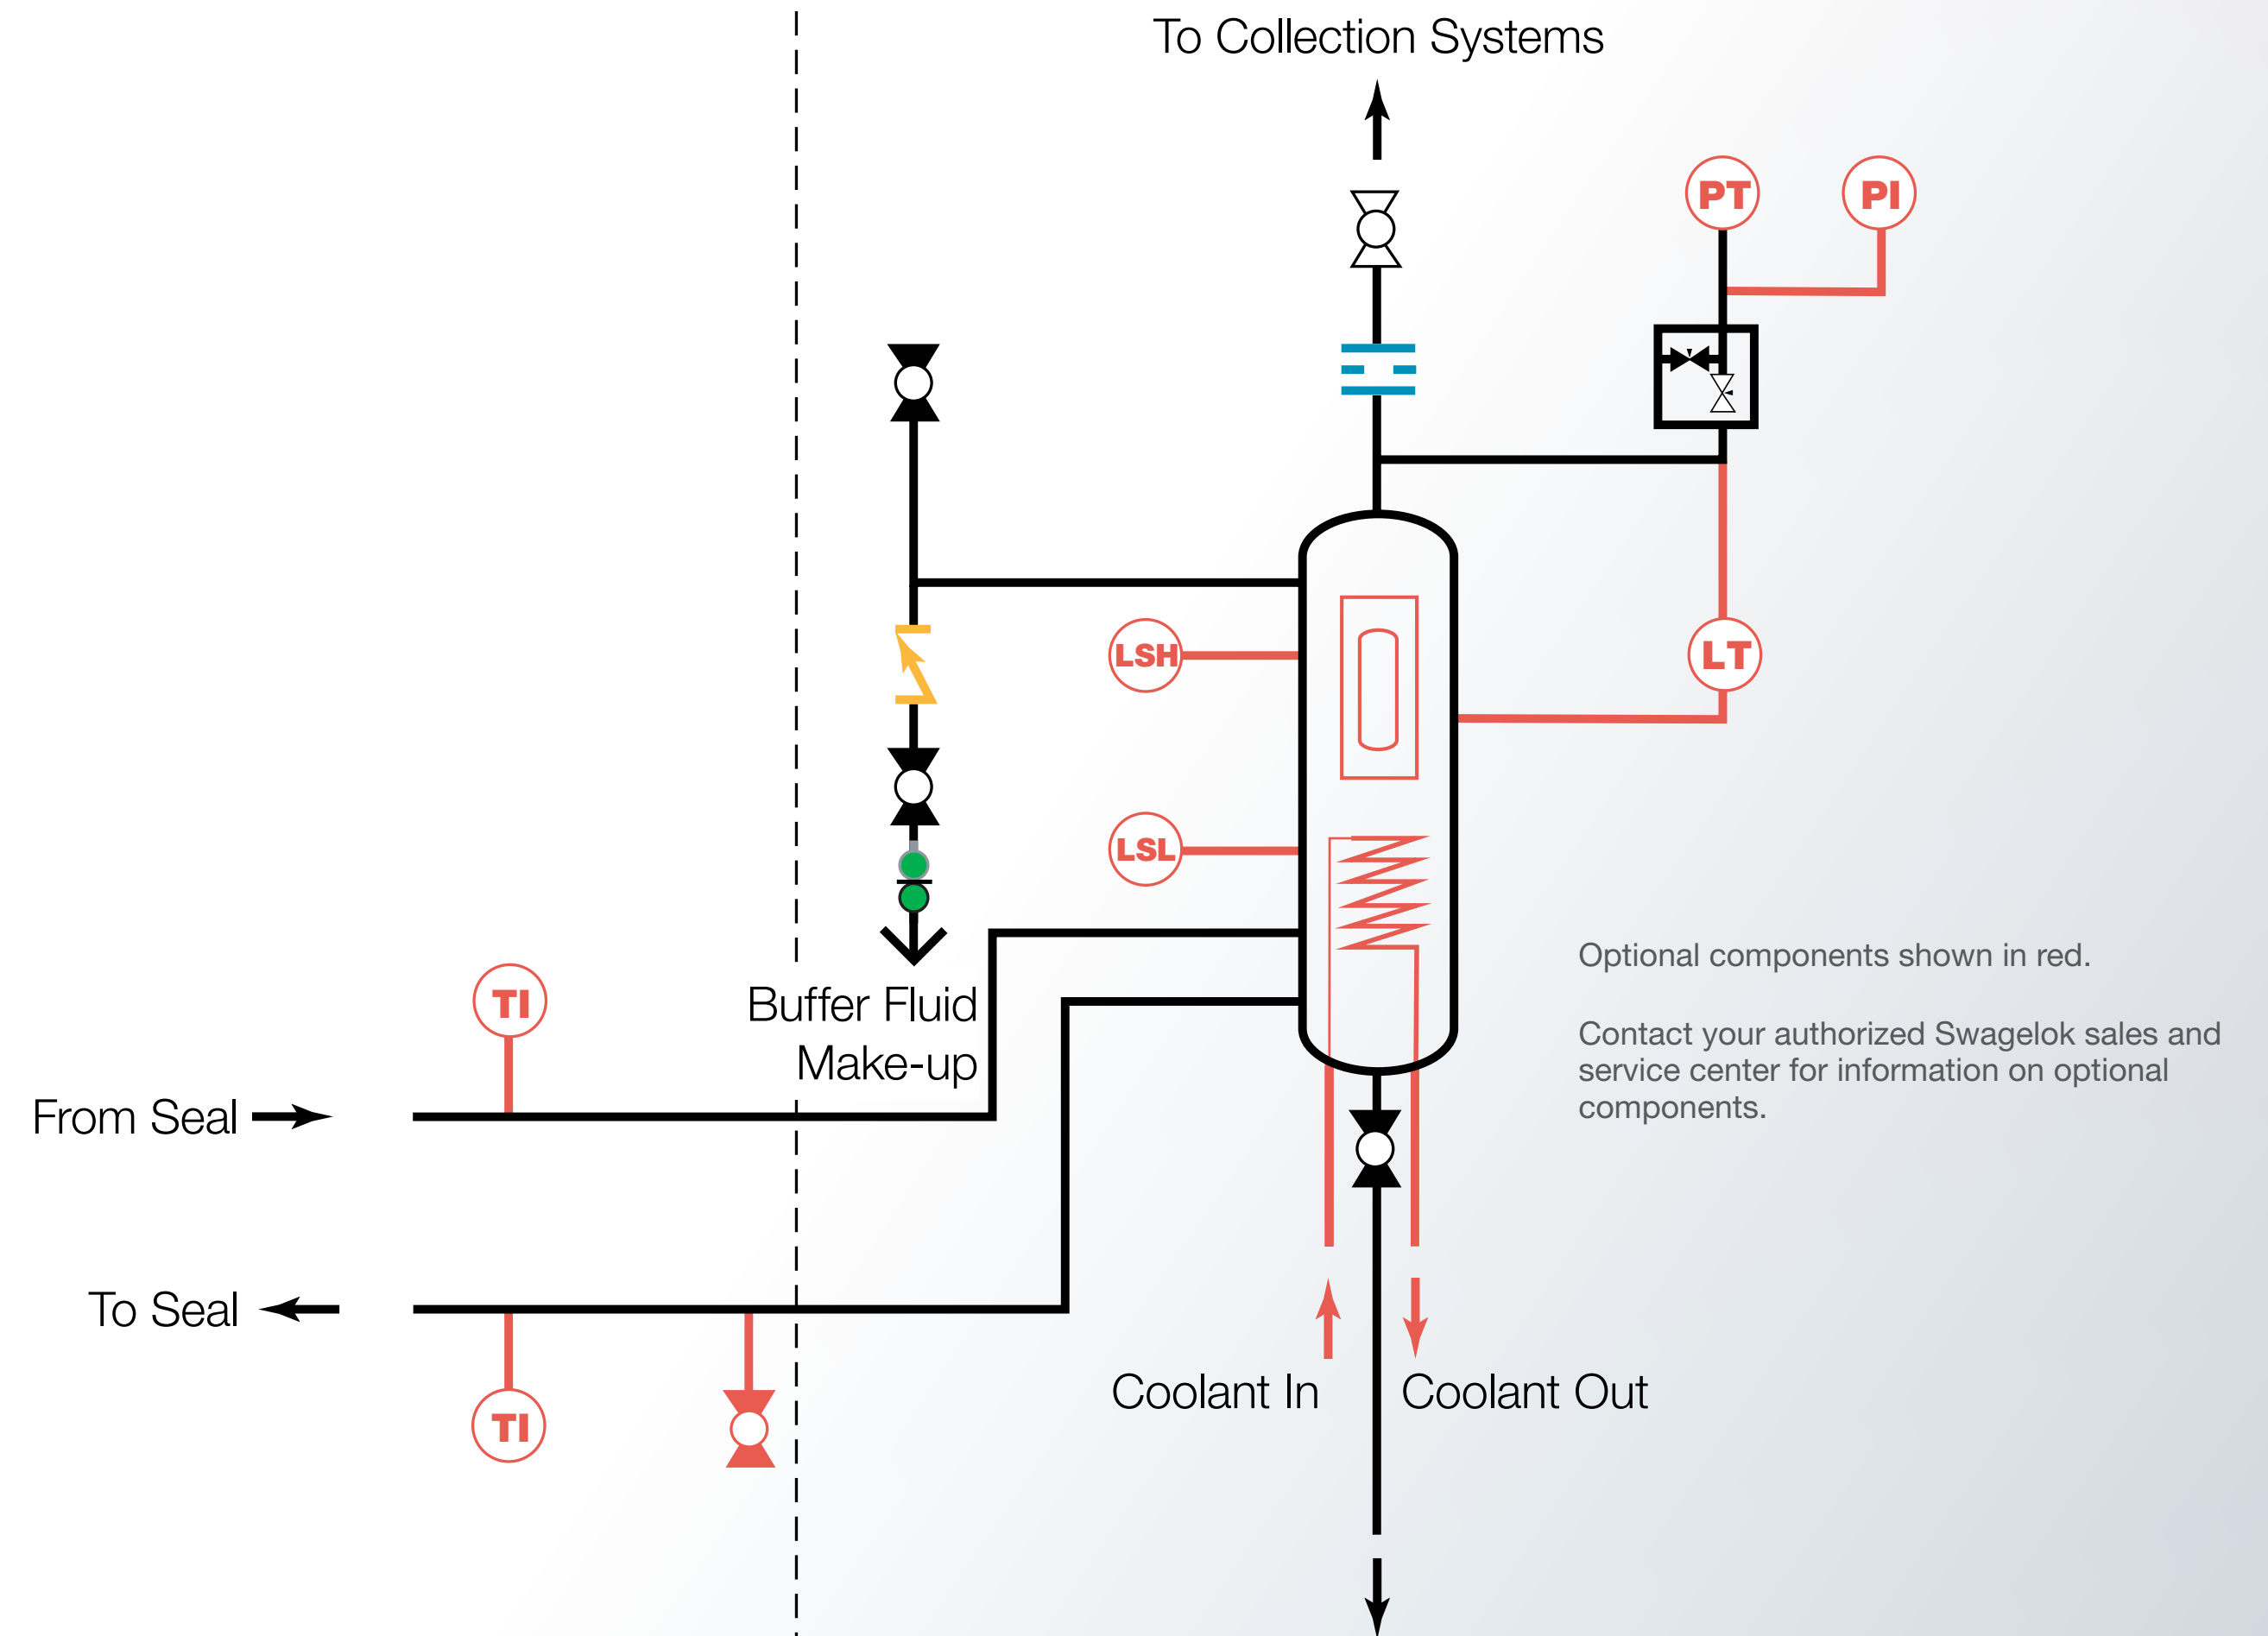 To Collection Systems
PT
PI
LSH
LT
LSL
Optional components shown in red.
TI
Buffer Fluid
Make-up
Contact your authorized Swagelok sales and
service center for information on optional
components.
From Seal
To Seal
TI
Coolant In
Coolant Out